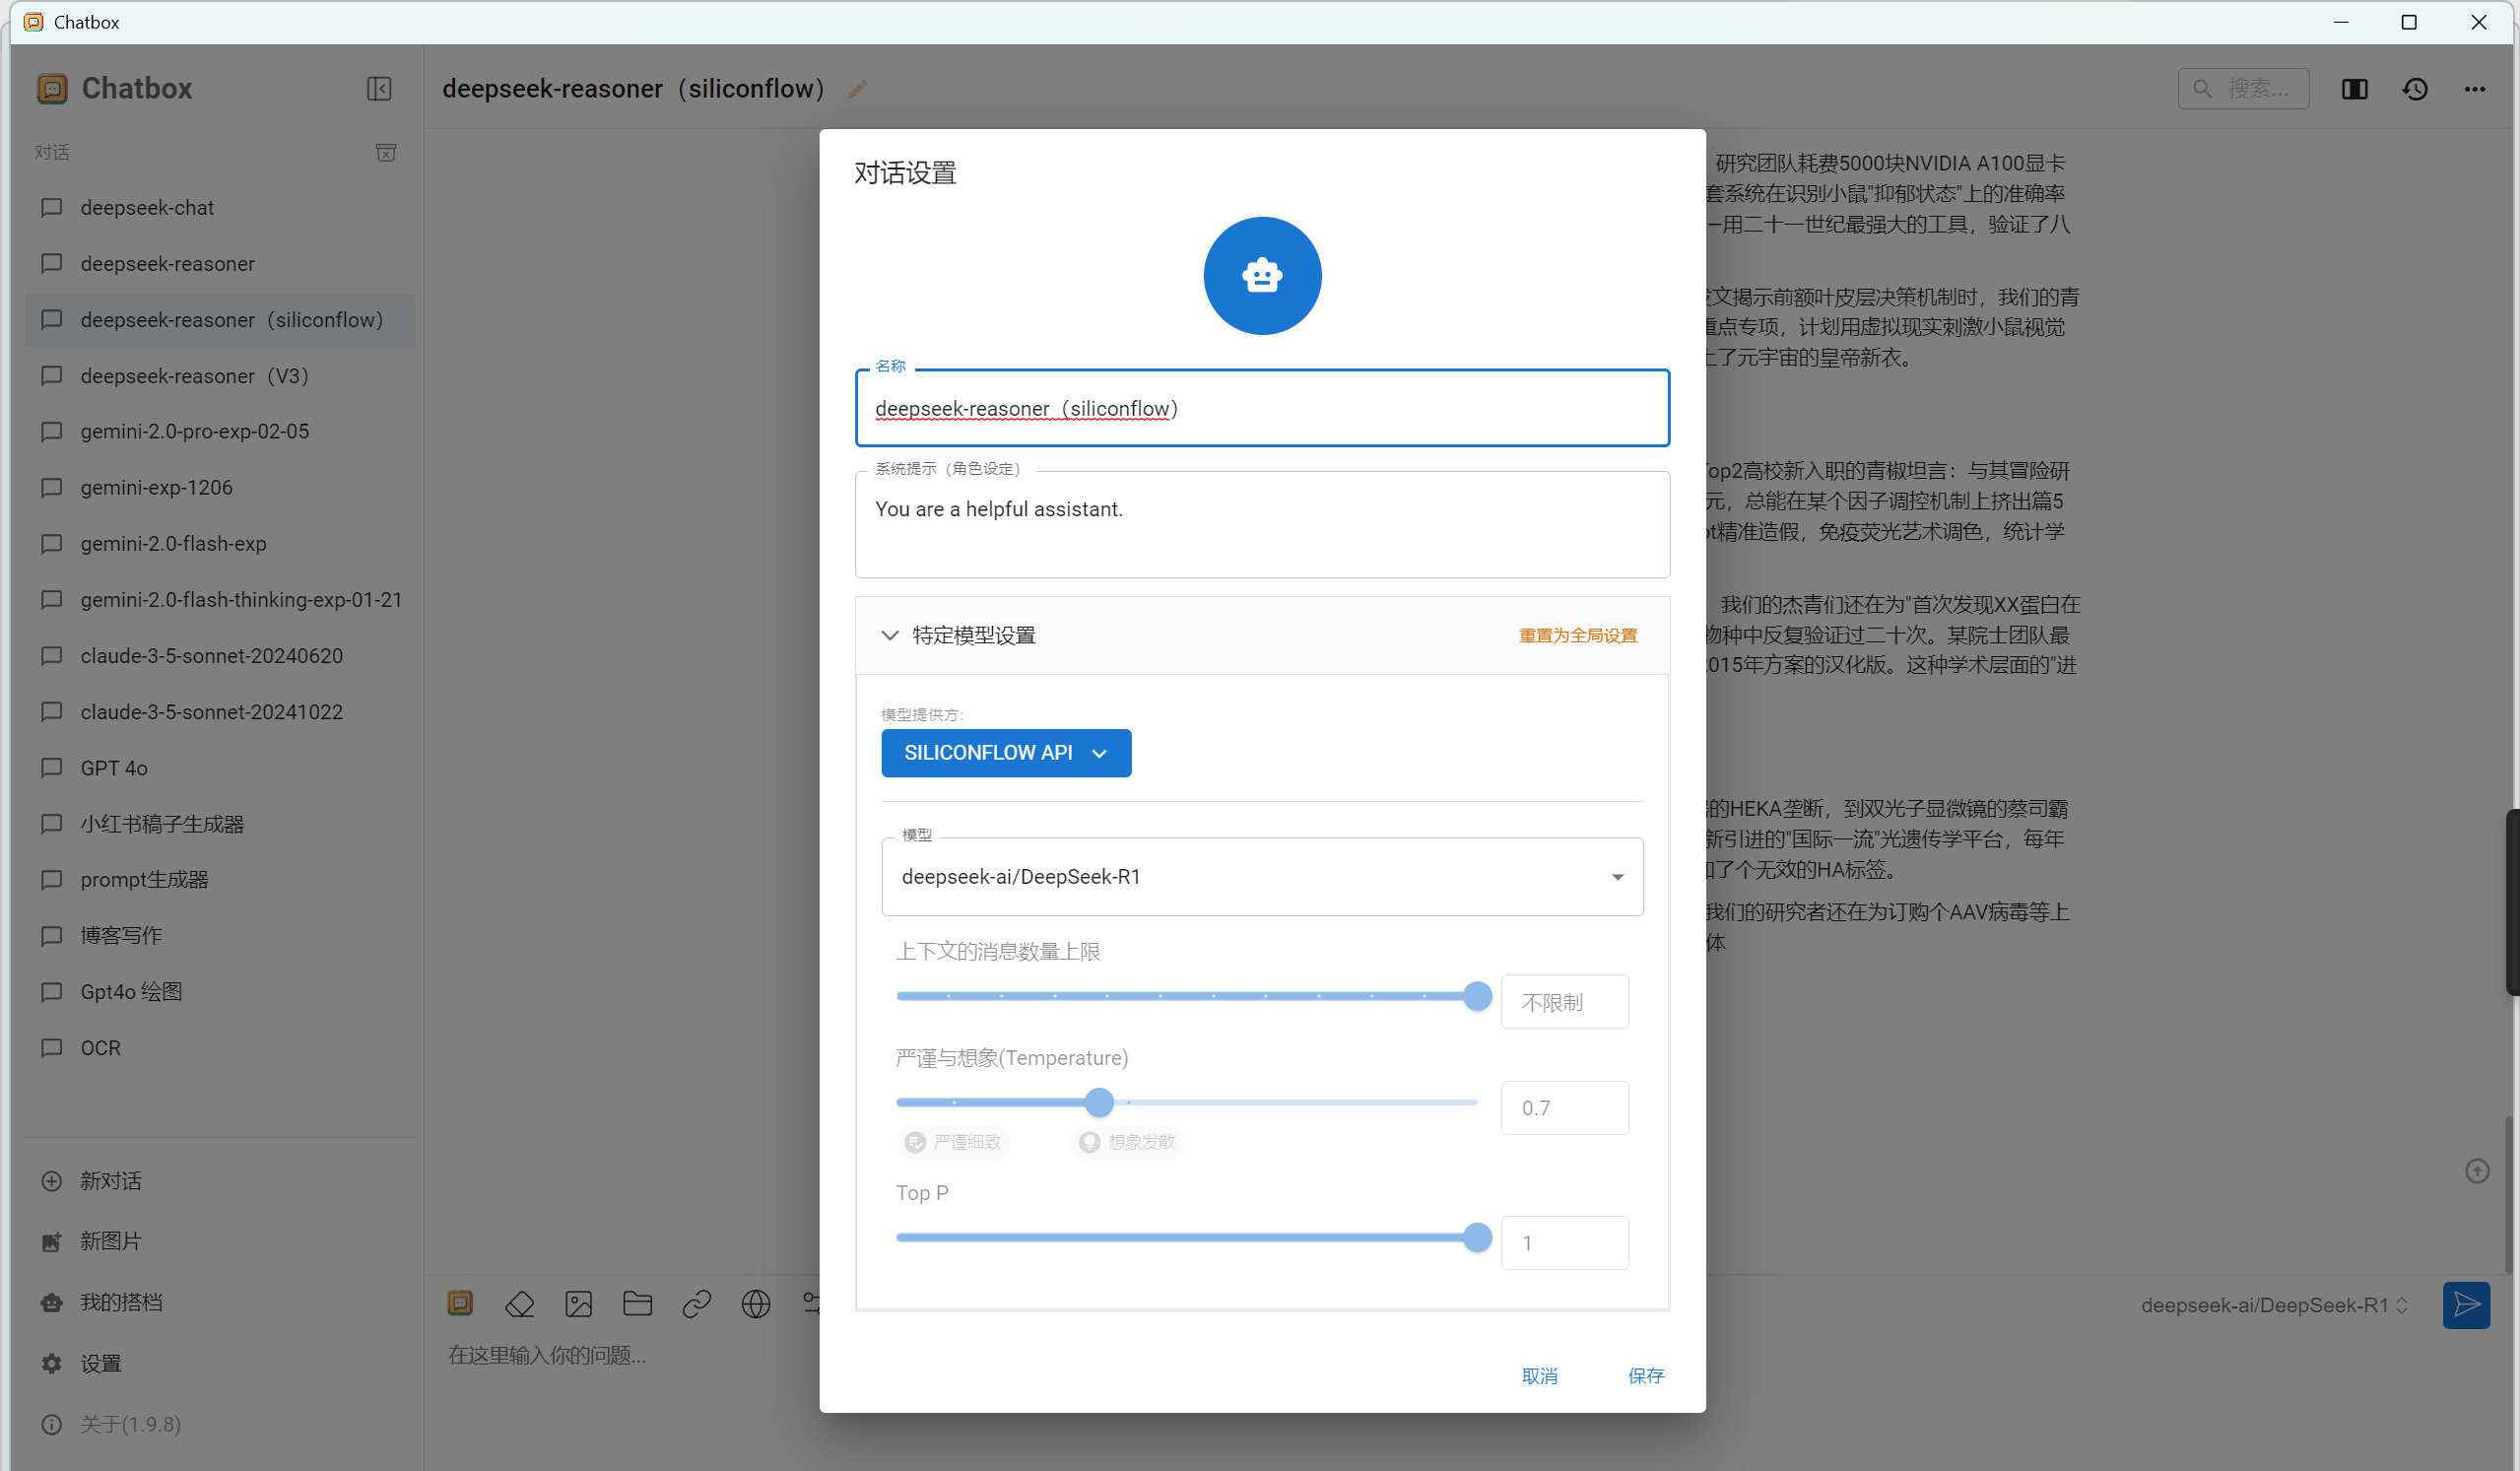 Chatbox
Chatbox
对话
deepseek-chat
deepseek-reasoner
deepseek-reasoner（siliconflow）
deepseek-reasoner（V3）
gemini-2.0-pro-exp-02-05
gemini-exp-1206
gemini-2.0-flash-exp
gemini-2.0-flash-thinking-exp-01-21
claude-3-5-sonnet-20240620
claude-3-5-sonnet-20241022
GPT 4o
小红书稿子生成器
prompt生成器
博客写作
Gpt4o 绘图
OCR
新对话
新图片
我的搭档
设置
关于(1.9.8)
deepseek-reasoner（siliconflow）
搜索...
对话设置
名称
deepseek-reasoner（siliconflow）
系统提示（角色设定）
You are a helpful assistant.
特定模型设置
重置为全局设置
模型提供方:
SILICONFLOW API
模型
deepseek-ai/DeepSeek-R1
上下文的消息数量上限
不限制
严谨与想象(Temperature)
0.7
严谨细致
想象发散
Top P
1
取消
保存
研究团队耗费5000块NVIDIA A100显卡
套系统在识别小鼠"抑郁状态"上的准确率
用二十一世纪最强大的工具，验证了八
文揭示前额叶皮层决策机制时，我们的青
重点专项，计划用虚拟现实刺激小鼠视觉
上了元宇宙的皇帝新衣。
Top2高校新入职的青椒坦言：与其冒险研
元，总能在某个因子调控机制上挤出篇5
精准造假，免疫荧光艺术调色，统计学
我们的杰青们还在为"首次发现XX蛋白在
物种中反复验证过二十次。某院士团队最
2015年方案的汉化版。这种学术层面的"进
的HEKA垄断，到双光子显微镜的蔡司霸
新引进的"国际一流"光遗传学平台，每年
了个无效的HA标签。
我们的研究者还在为订购个AAV病毒等上
体
在这里输入你的问题...
deepseek-ai/DeepSeek-R1